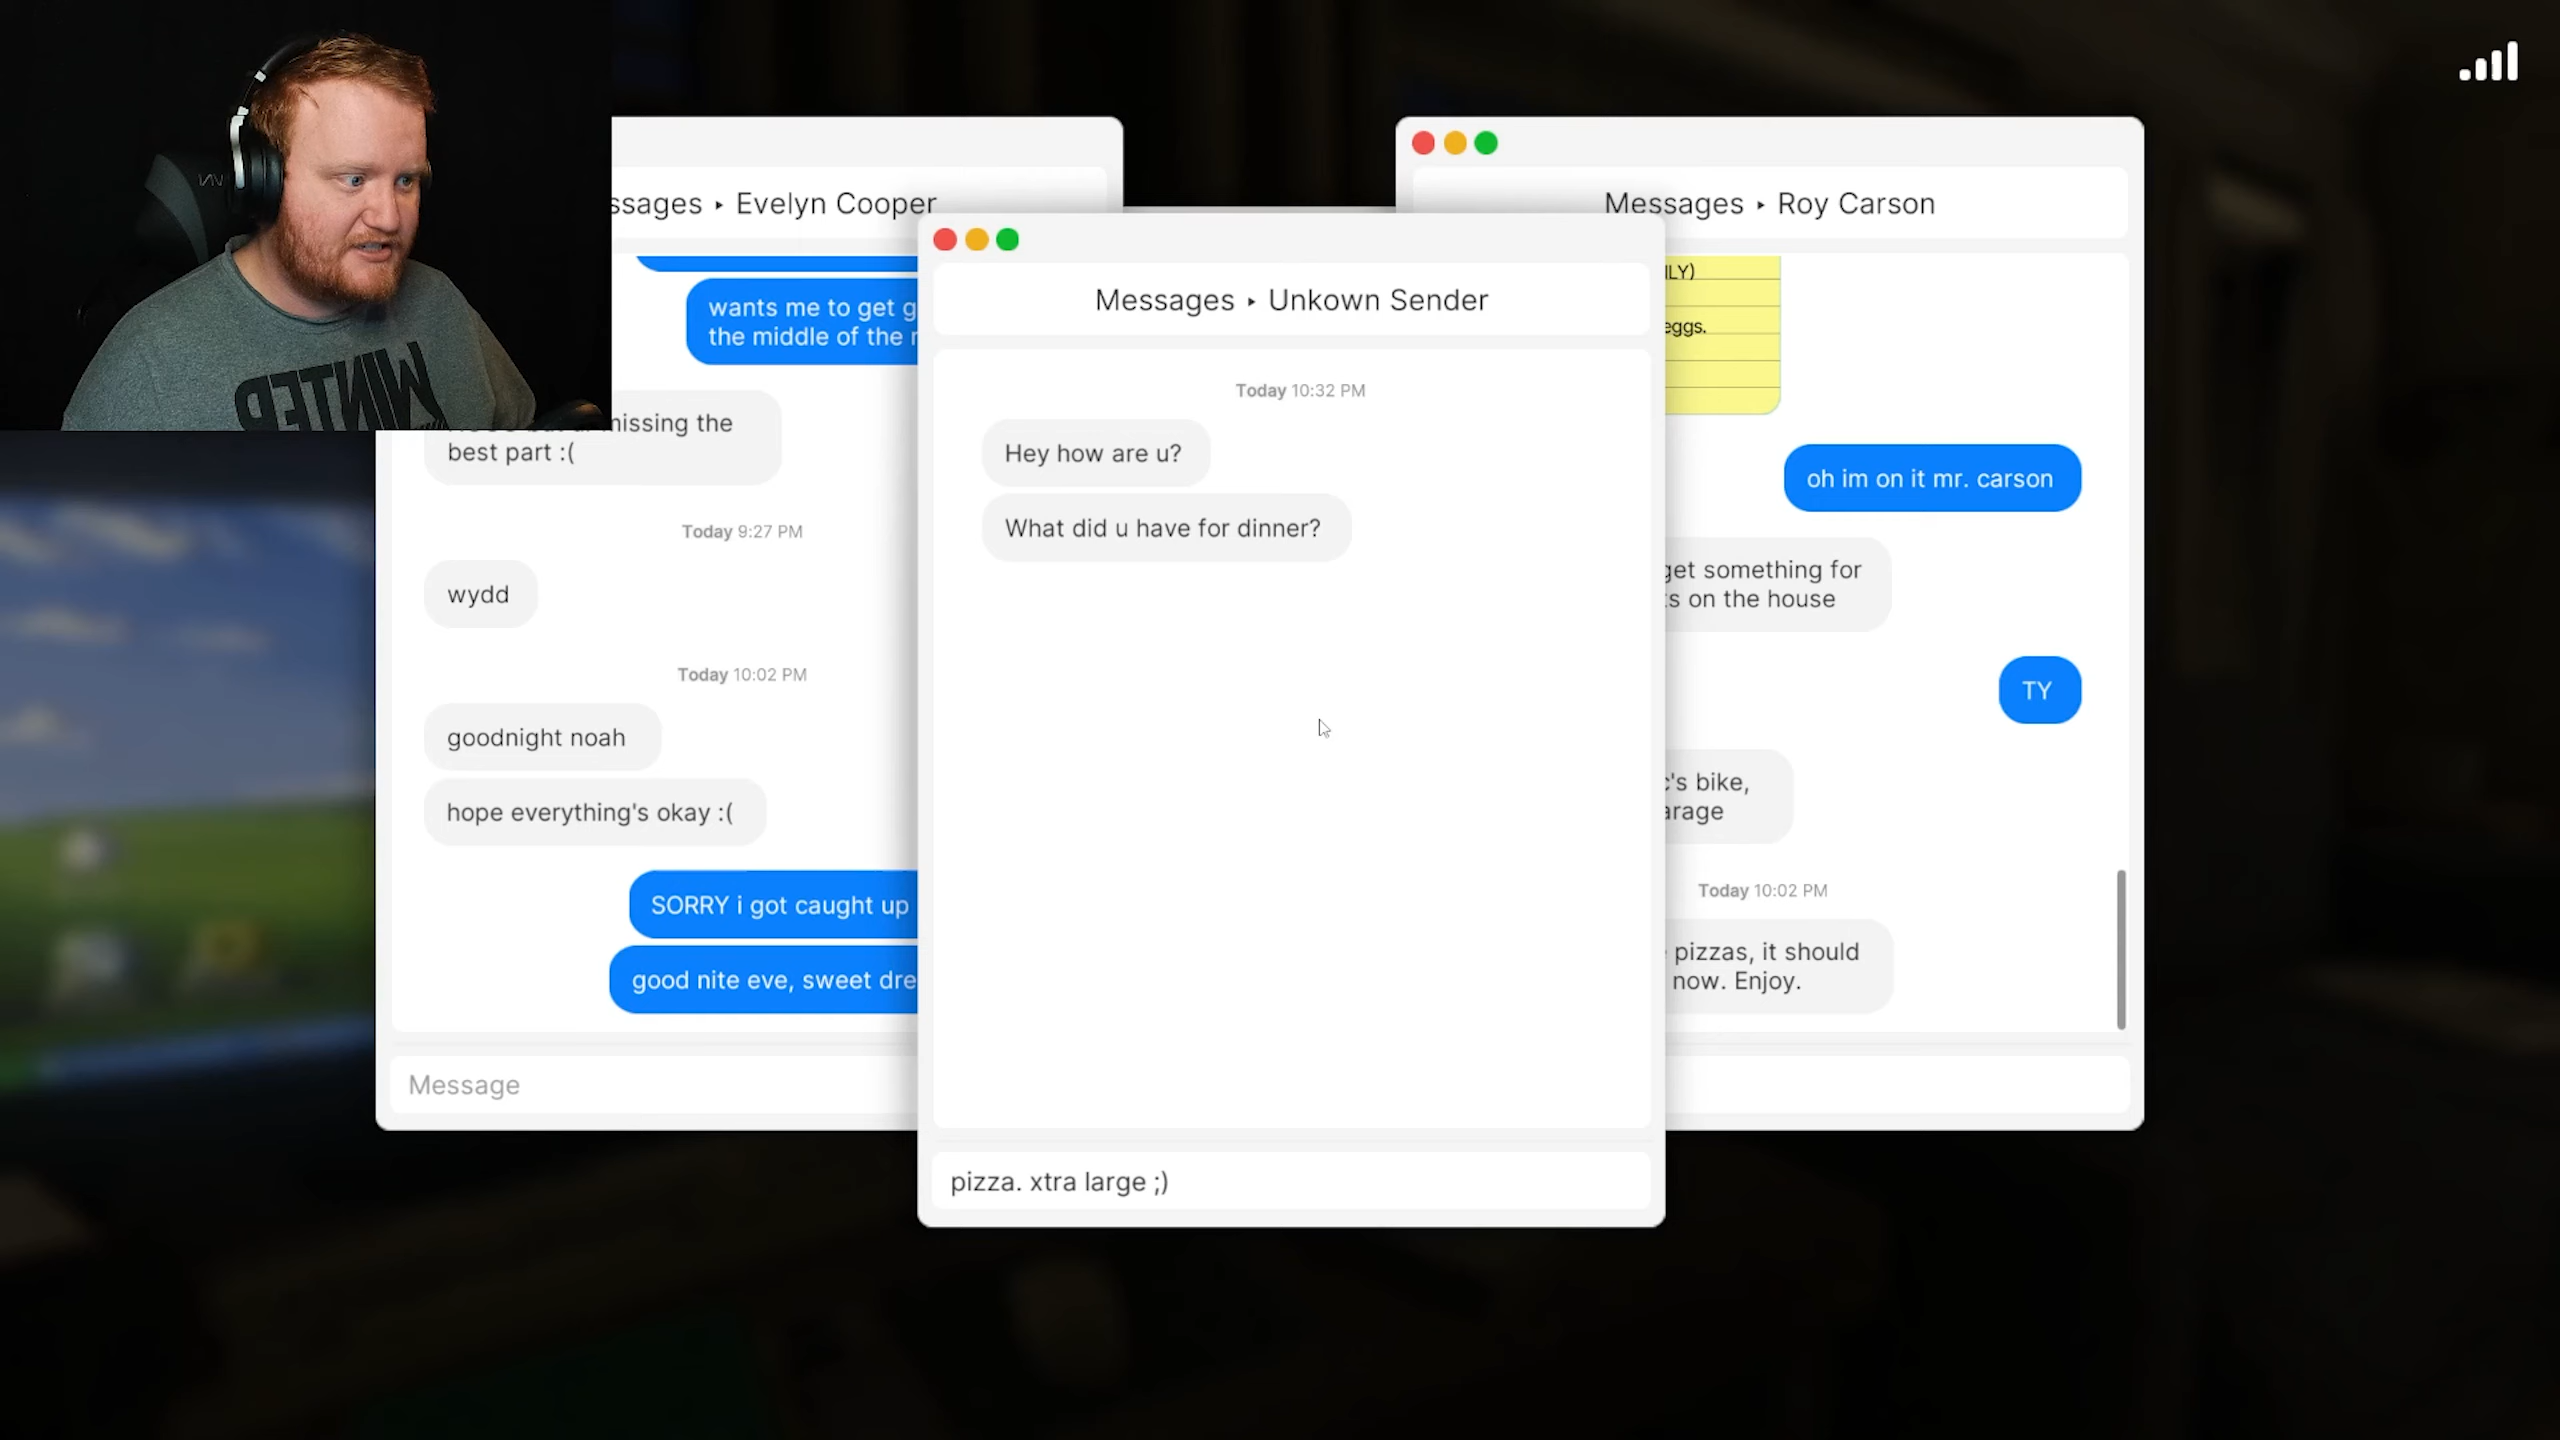 ssages ▸ Evelyn Cooper
wants me to get g
the middle of the r
missing the
best part :(
Today 9:27 PM
wydd
Today 10:02 PM
goodnight noah
hope everything's okay :(
SORRY i got caught up
good nite eve, sweet dre
Message
Messages ▸ Unkown Sender
Today 10:32 PM
Hey how are u?
What did u have for dinner?
pizza. xtra large ;)
Messages ▸ Roy Carson
ILY)
eggs.
oh im on it mr. carson
get something for
ts on the house
TY
c's bike,
arage
Today 10:02 PM
pizzas, it should
now. Enjoy.
MINTED